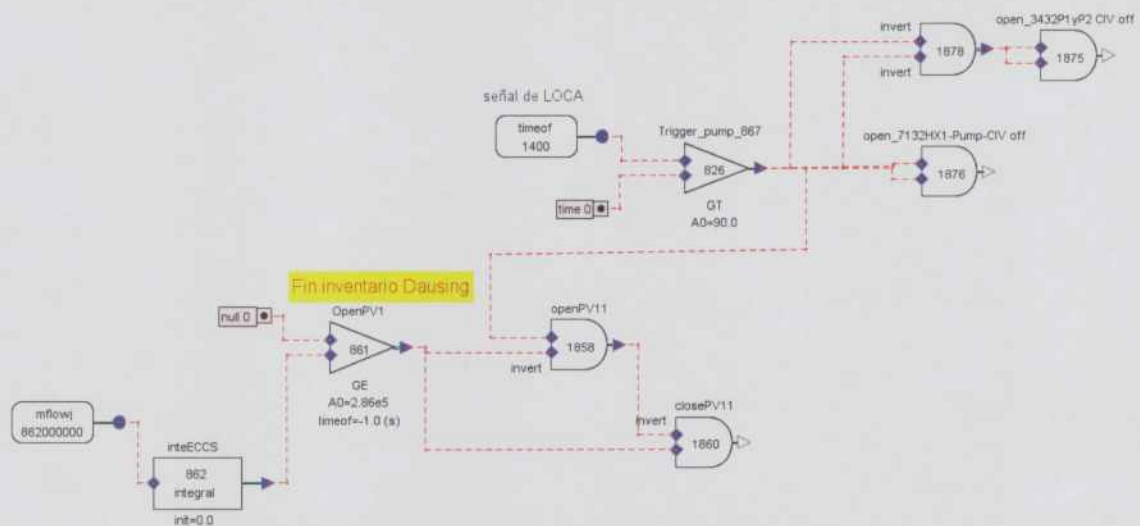 invert
open_3432P1yP2 CIV off
1878
1875
invert
señal de LOCA
timeof
1400
Trigger_pump_867
open_7132HX1-Pump-CIV off
826
1876
time 0
GT
A0=90.0
Fin inventario Dausing
OpenPV1
openPV11
null 0
861
1858
invert
GE
A0=2.86e5
timeof=-1.0 (s)
closePV11
mflowj
862000000
invert
1860
inteECCS
862
integral
init=0.0